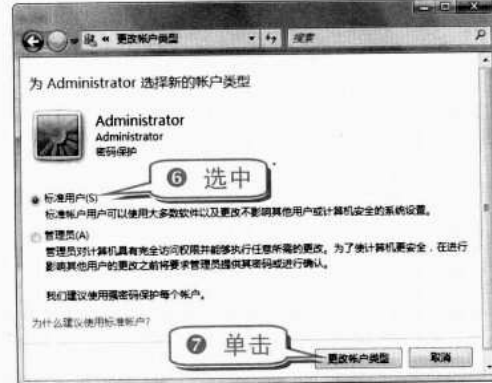 « 更改帐户类型
搜索
为 Administrator 选择新的帐户类型
Administrator
Administrator
密码保护
❻ 选中
标准用户(S)
标准帐户用户可以使用大多数软件以及更改不影响其他用户或计算机安全的系统设置。
管理员(A)
管理员对计算机具有完全访问权限并能够执行任意所需的更改。为了使计算机更安全，在进行
影响其他用户的更改之前将要求管理员提供其密码或进行确认。
我们建议使用强密码保护每个帐户。
为什么建议使用标准帐户?
❼ 单击
更改帐户类型
取消